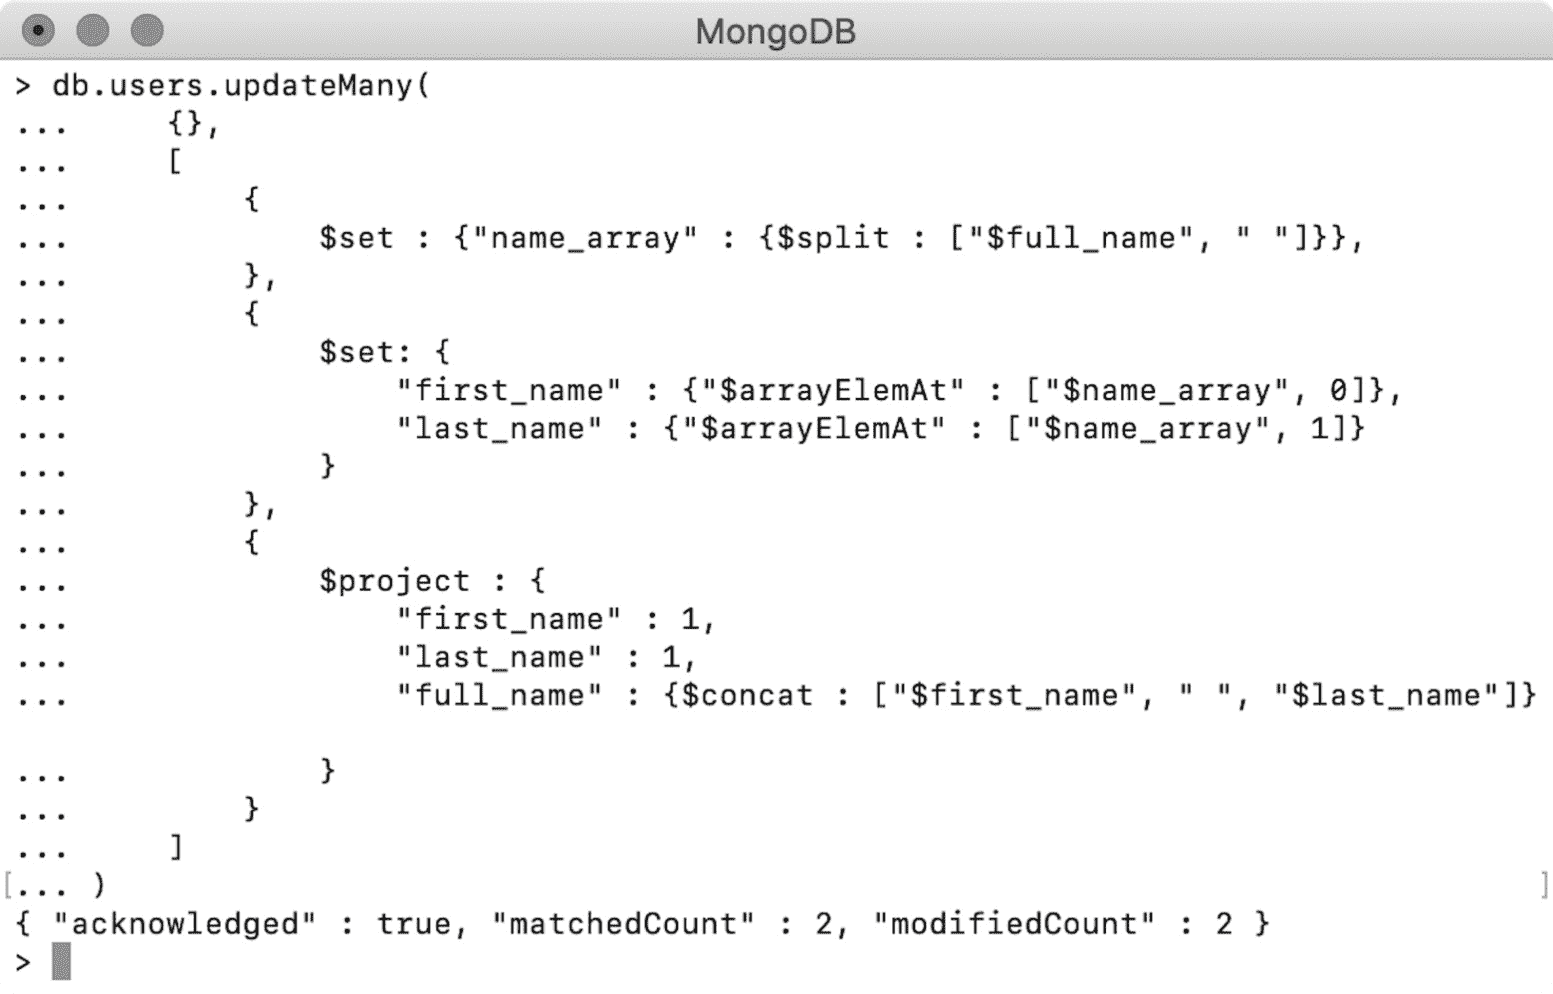 MongoDB
> db.users.updateMany(
...     {},
...     [
...         {
...             $set : {"name_array" : {$split : ["$full_name", " "]}},
...         },
...         {
...             $set: {
...                 "first_name" : {"$arrayElemAt" : ["$name_array", 0]},
...                 "last_name" : {"$arrayElemAt" : ["$name_array", 1]}
...             }
...         },
...         {
...             $project : {
...                 "first_name" : 1,
...                 "last_name" : 1,
...                 "full_name" : {$concat : ["$first_name", " ", "$last_name"]}
...             }
...         }
...     ]
[... ) ]
{ "acknowledged" : true, "matchedCount" : 2, "modifiedCount" : 2 }
>